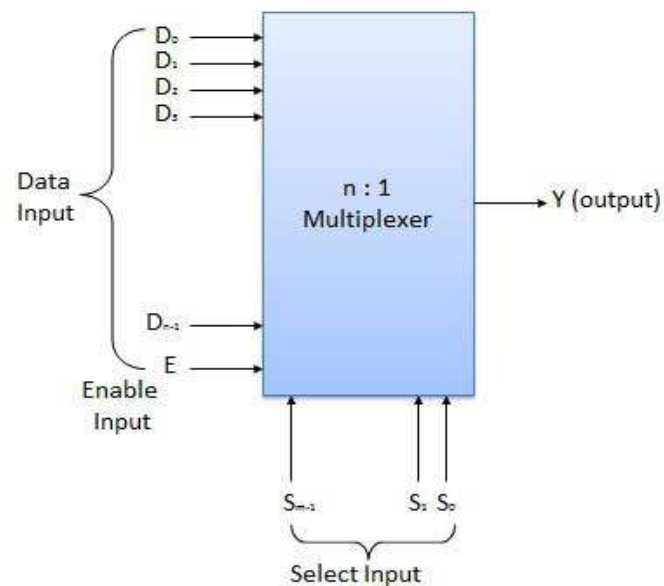 D₀
D₁
D₂
D₃
Data
Input
n : 1
Multiplexer
Y (output)
Dₙ₋₁
E
Enable
Input
Sₘ₋₁
S₁ S₀
Select Input